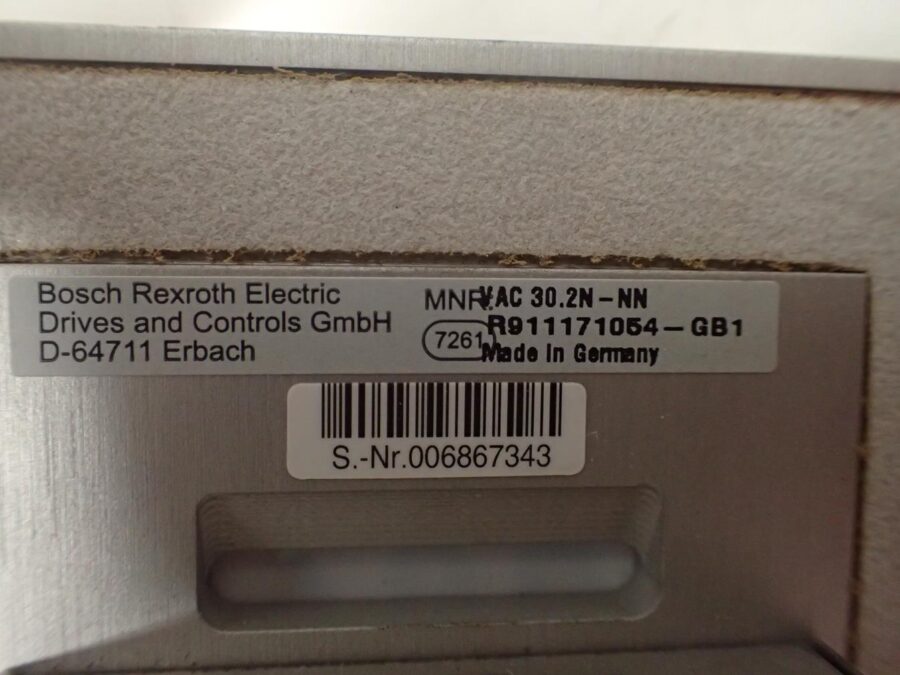 Bosch Rexroth Electric
Drives and Controls GmbH
D-64711 Erbach
MNR: VAC 30.2N-NN
R911171054-GB1
7261
Made in Germany
S.-Nr.006867343